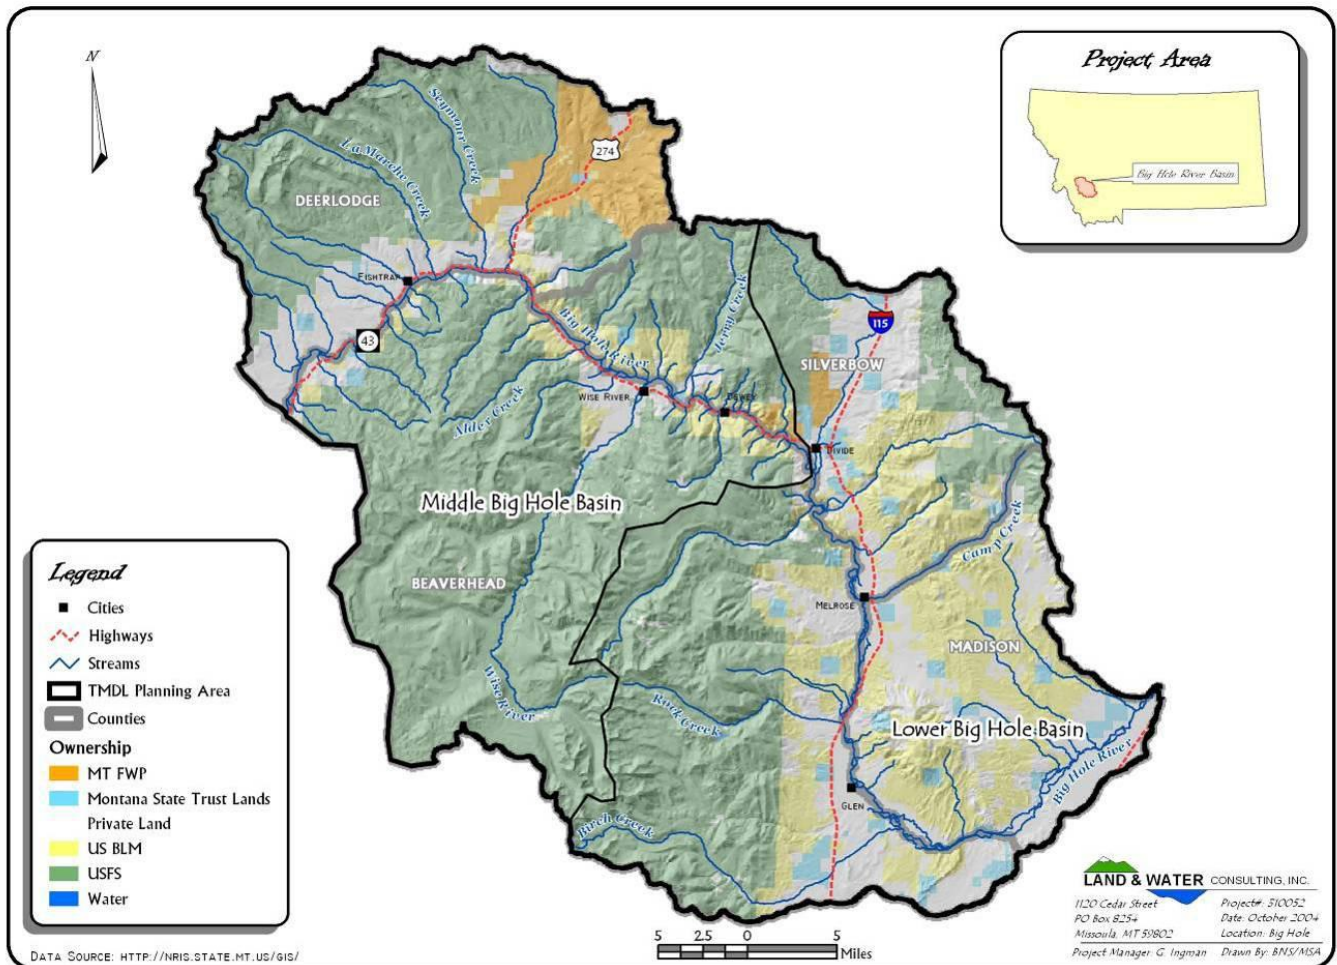 N
Project Area
Big Hole River Basin
Seymour Creek
La Marche Creek
274
DEERLODGE
FISHTRAP
43
Big Hole River
Jerry Creek
115
SILVERBOW
WISE RIVER
DEWEY
Alder Creek
DIVIDE
Middle Big Hole Basin
Camp Creek
BEAVERHEAD
MELROSE
MADISON
Wise River
Rock Creek
Lower Big Hole Basin
Big Hole River
GLEN
Birch Creek
Legend
Cities
Highways
Streams
TMDL Planning Area
Counties
Ownership
MT FWP
Montana State Trust Lands
Private Land
US BLM
USFS
Water
5 2.5 0 5
Miles
LAND & WATER CONSULTING, INC.
1120 Cedar Street Project#: 510052
PO Box 8254 Date: October 2004
Missoula, MT 59802 Location: Big Hole
Project Manager: G. Ingman Drawn By: BNS/MSA
DATA SOURCE: HTTP://NRIS.STATE.MT.US/GIS/